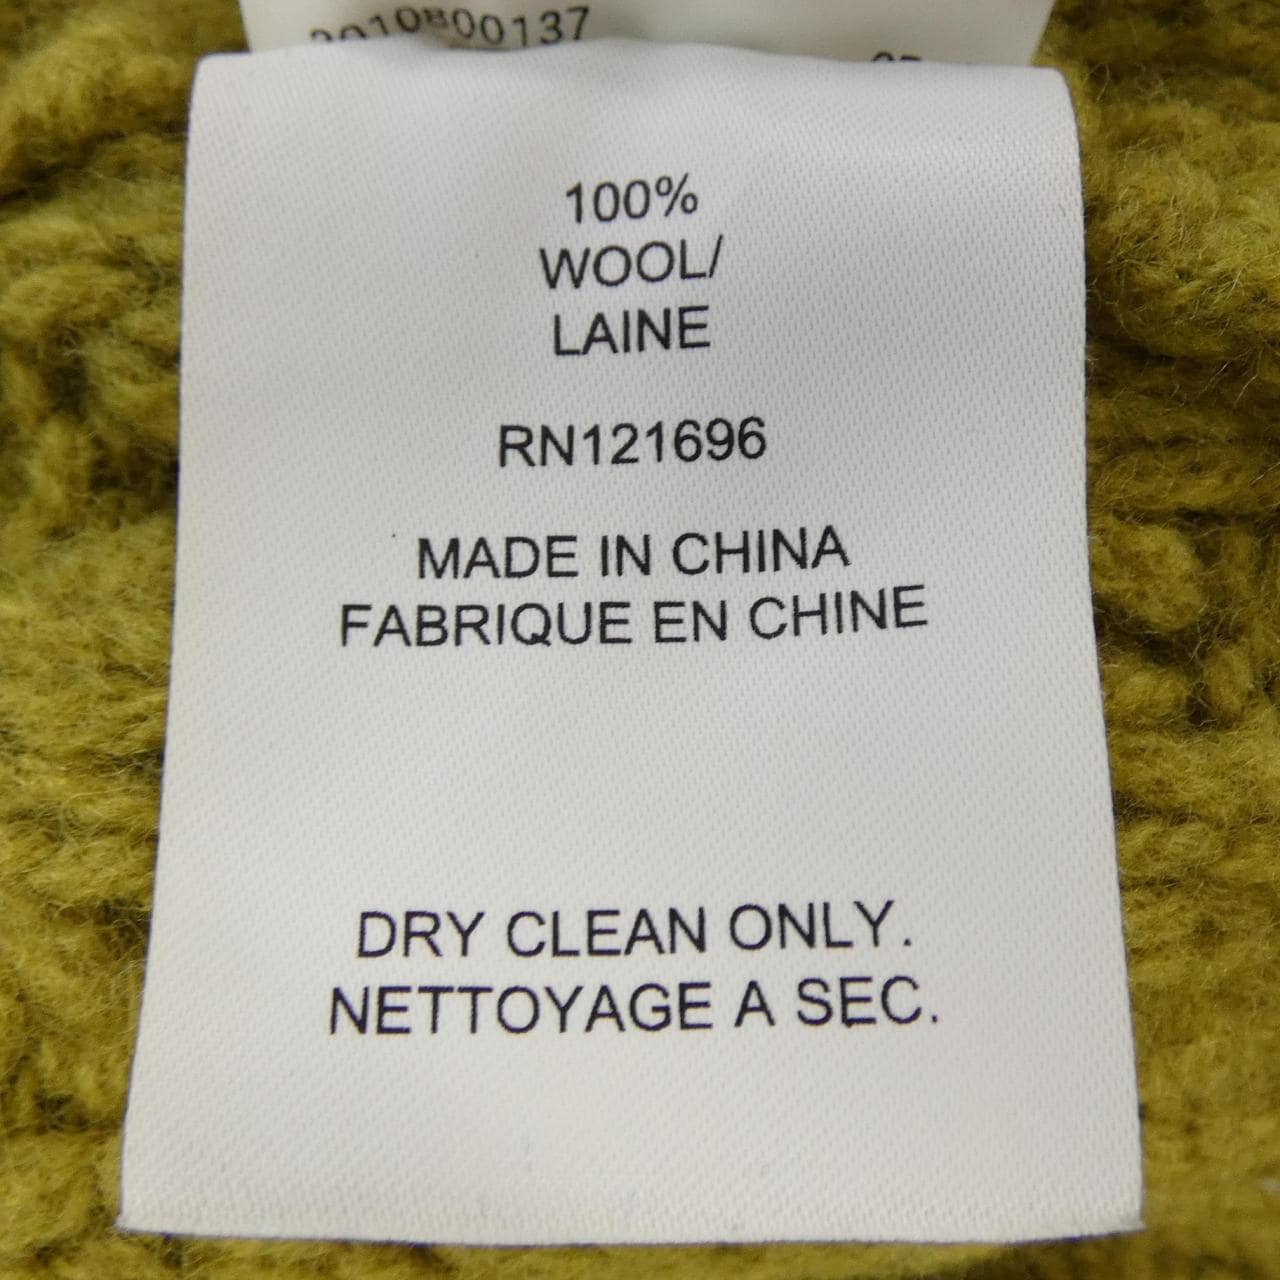 100%
WOOL/
LAINE
RN121696
MADE IN CHINA
FABRIQUE EN CHINE
DRY CLEAN ONLY.
NETTOYAGE A SEC.